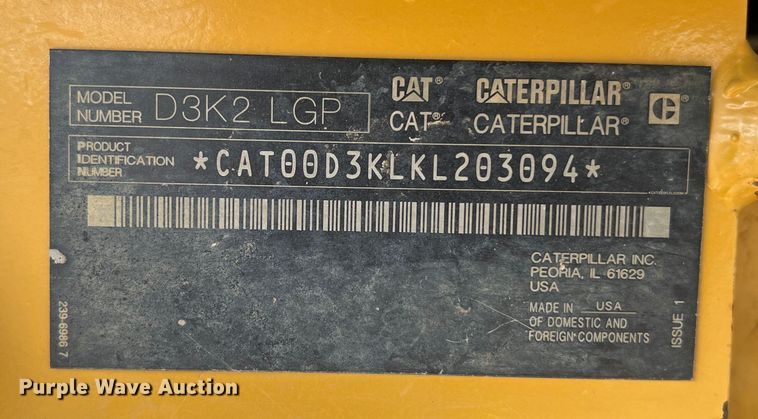 MODEL NUMBER D3K2 LGP
CAT CATERPILLAR
CAT® CATERPILLAR®
C ®
PRODUCT IDENTIFICATION NUMBER *CAT00D3KLKL203094*
CATERPILLAR INC.
PEORIA, IL 61629
USA
MADE IN USA
OF DOMESTIC AND
FOREIGN COMPONENTS
239-6986 7
ISSUE 1
Purple Wave Auction